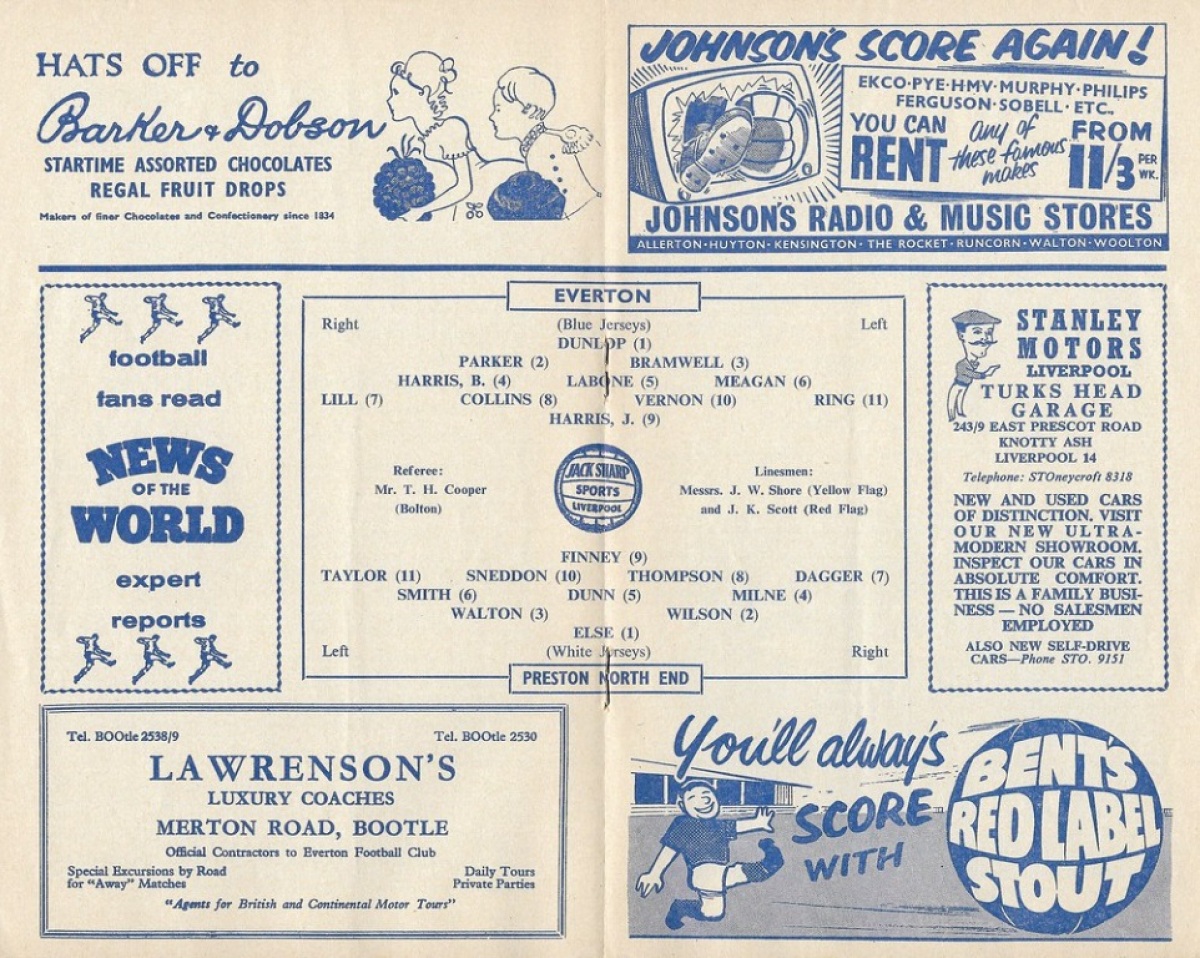 HATS OFF to
Barker & Dobson
STARTIME ASSORTED CHOCOLATES
REGAL FRUIT DROPS
Makers of finer Chocolates and Confectionery since 1834
JOHNSON'S SCORE AGAIN!
EKCO·PYE·HMV·MURPHY·PHILIPS
FERGUSON·SOBELL·ETC.
YOU CAN
RENT
any of
these famous
makes
FROM
11/3 PER WK.
JOHNSON'S RADIO & MUSIC STORES
ALLERTON·HUYTON·KENSINGTON·THE ROCKET·RUNCORN·WALTON·WOOLTON
football
fans read
NEWS
OF THE
WORLD
expert
reports
EVERTON
Right (Blue Jerseys) Left
DUNLOP (1)
PARKER (2) BRAMWELL (3)
HARRIS, B. (4) LABONE (5) MEAGAN (6)
LILL (7) COLLINS (8) VERNON (10) RING (11)
HARRIS, J. (9)
Referee:
Mr. T. H. Cooper
(Bolton)
JACK SHARP
SPORTS
LIVERPOOL
Linesmen:
Messrs. J. W. Shore (Yellow Flag)
and J. K. Scott (Red Flag)
FINNEY (9)
TAYLOR (11) SNEDDON (10) THOMPSON (8) DAGGER (7)
SMITH (6) DUNN (5) MILNE (4)
WALTON (3) WILSON (2)
ELSE (1)
Left (White Jerseys) Right
PRESTON NORTH END
STANLEY
MOTORS
LIVERPOOL
TURKS HEAD
GARAGE
243/9 EAST PRESCOT ROAD
KNOTTY ASH
LIVERPOOL 14
Telephone: STOneycroft 8318
NEW AND USED CARS
OF DISTINCTION. VISIT
OUR NEW ULTRA-
MODERN SHOWROOM.
INSPECT OUR CARS IN
ABSOLUTE COMFORT.
THIS IS A FAMILY BUSI-
NESS — NO SALESMEN
EMPLOYED
ALSO NEW SELF-DRIVE
CARS—Phone STO. 9151
Tel. BOOtle 2538/9 Tel. BOOtle 2530
LAWRENSON'S
LUXURY COACHES
MERTON ROAD, BOOTLE
Official Contractors to Everton Football Club
Special Excursions by Road Daily Tours
for "Away" Matches Private Parties
"Agents for British and Continental Motor Tours"
You'll always
SCORE
WITH
BENT'S
RED LABEL
STOUT